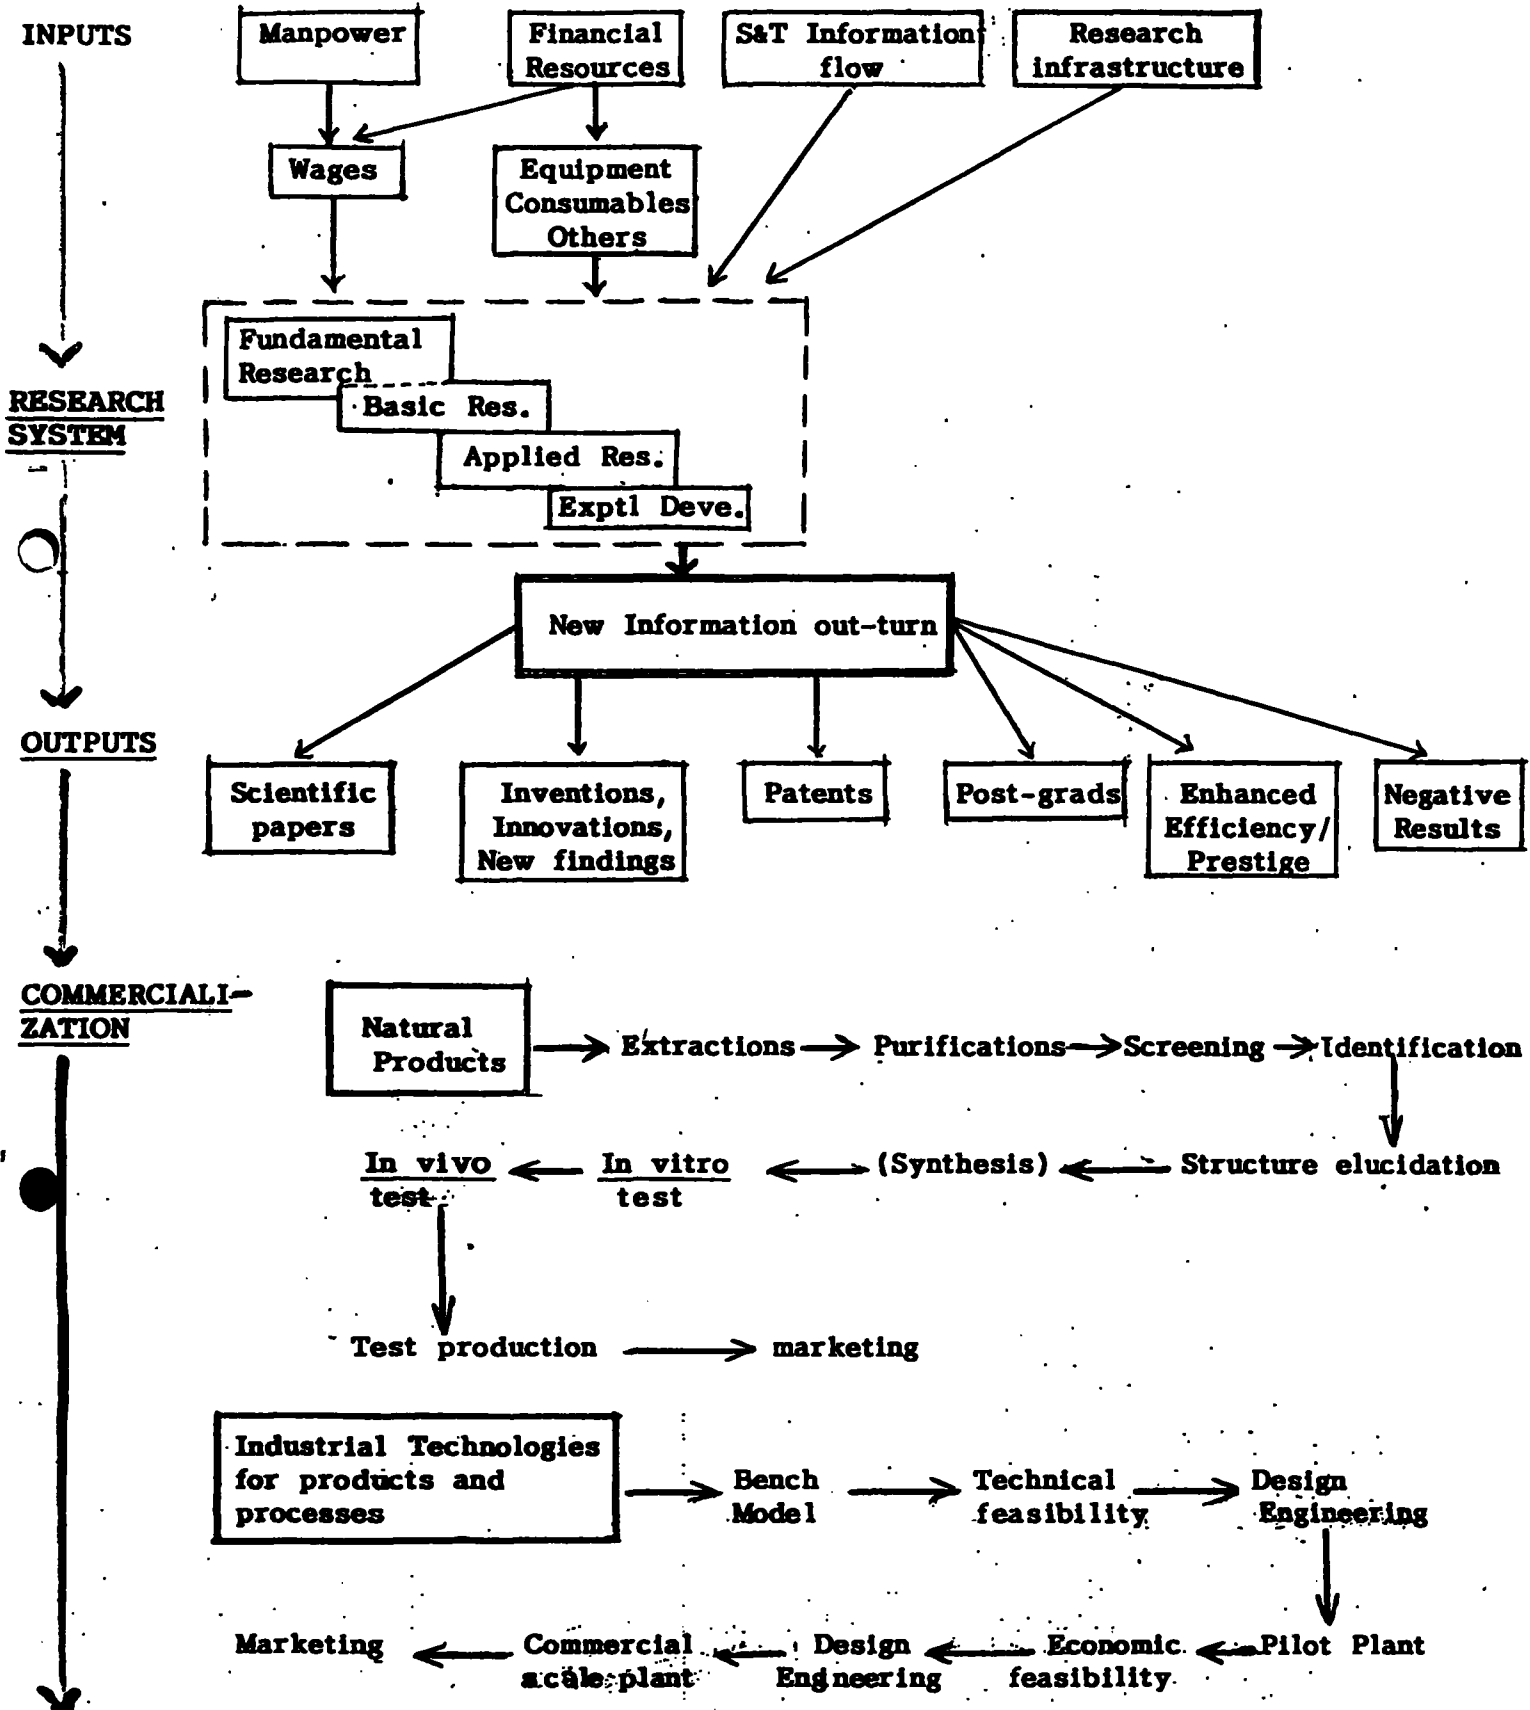 INPUTS
Manpower
Financial
Resources
S&T Information
flow
Research
infrastructure
Wages
Equipment
Consumables
Others
RESEARCH
SYSTEM
Fundamental
Research
Basic Res.
Applied Res.
Exptl Deve.
New Information out-turn
OUTPUTS
Scientific
papers
Inventions,
Innovations,
New findings
Patents
Post-grads
Enhanced
Efficiency/
Prestige
Negative
Results
COMMERCIALI-
ZATION
Natural
Products
Extractions
Purifications
Screening
Identification
In vivo
test
In vitro
test
(Synthesis)
Structure elucidation
Test production
marketing
Industrial Technologies
for products and
processes
Bench
Model
Technical
feasibility
Design
Engineering
Marketing
Commercial
scale plant
Design
Engineering
Economic
feasibility
Pilot Plant